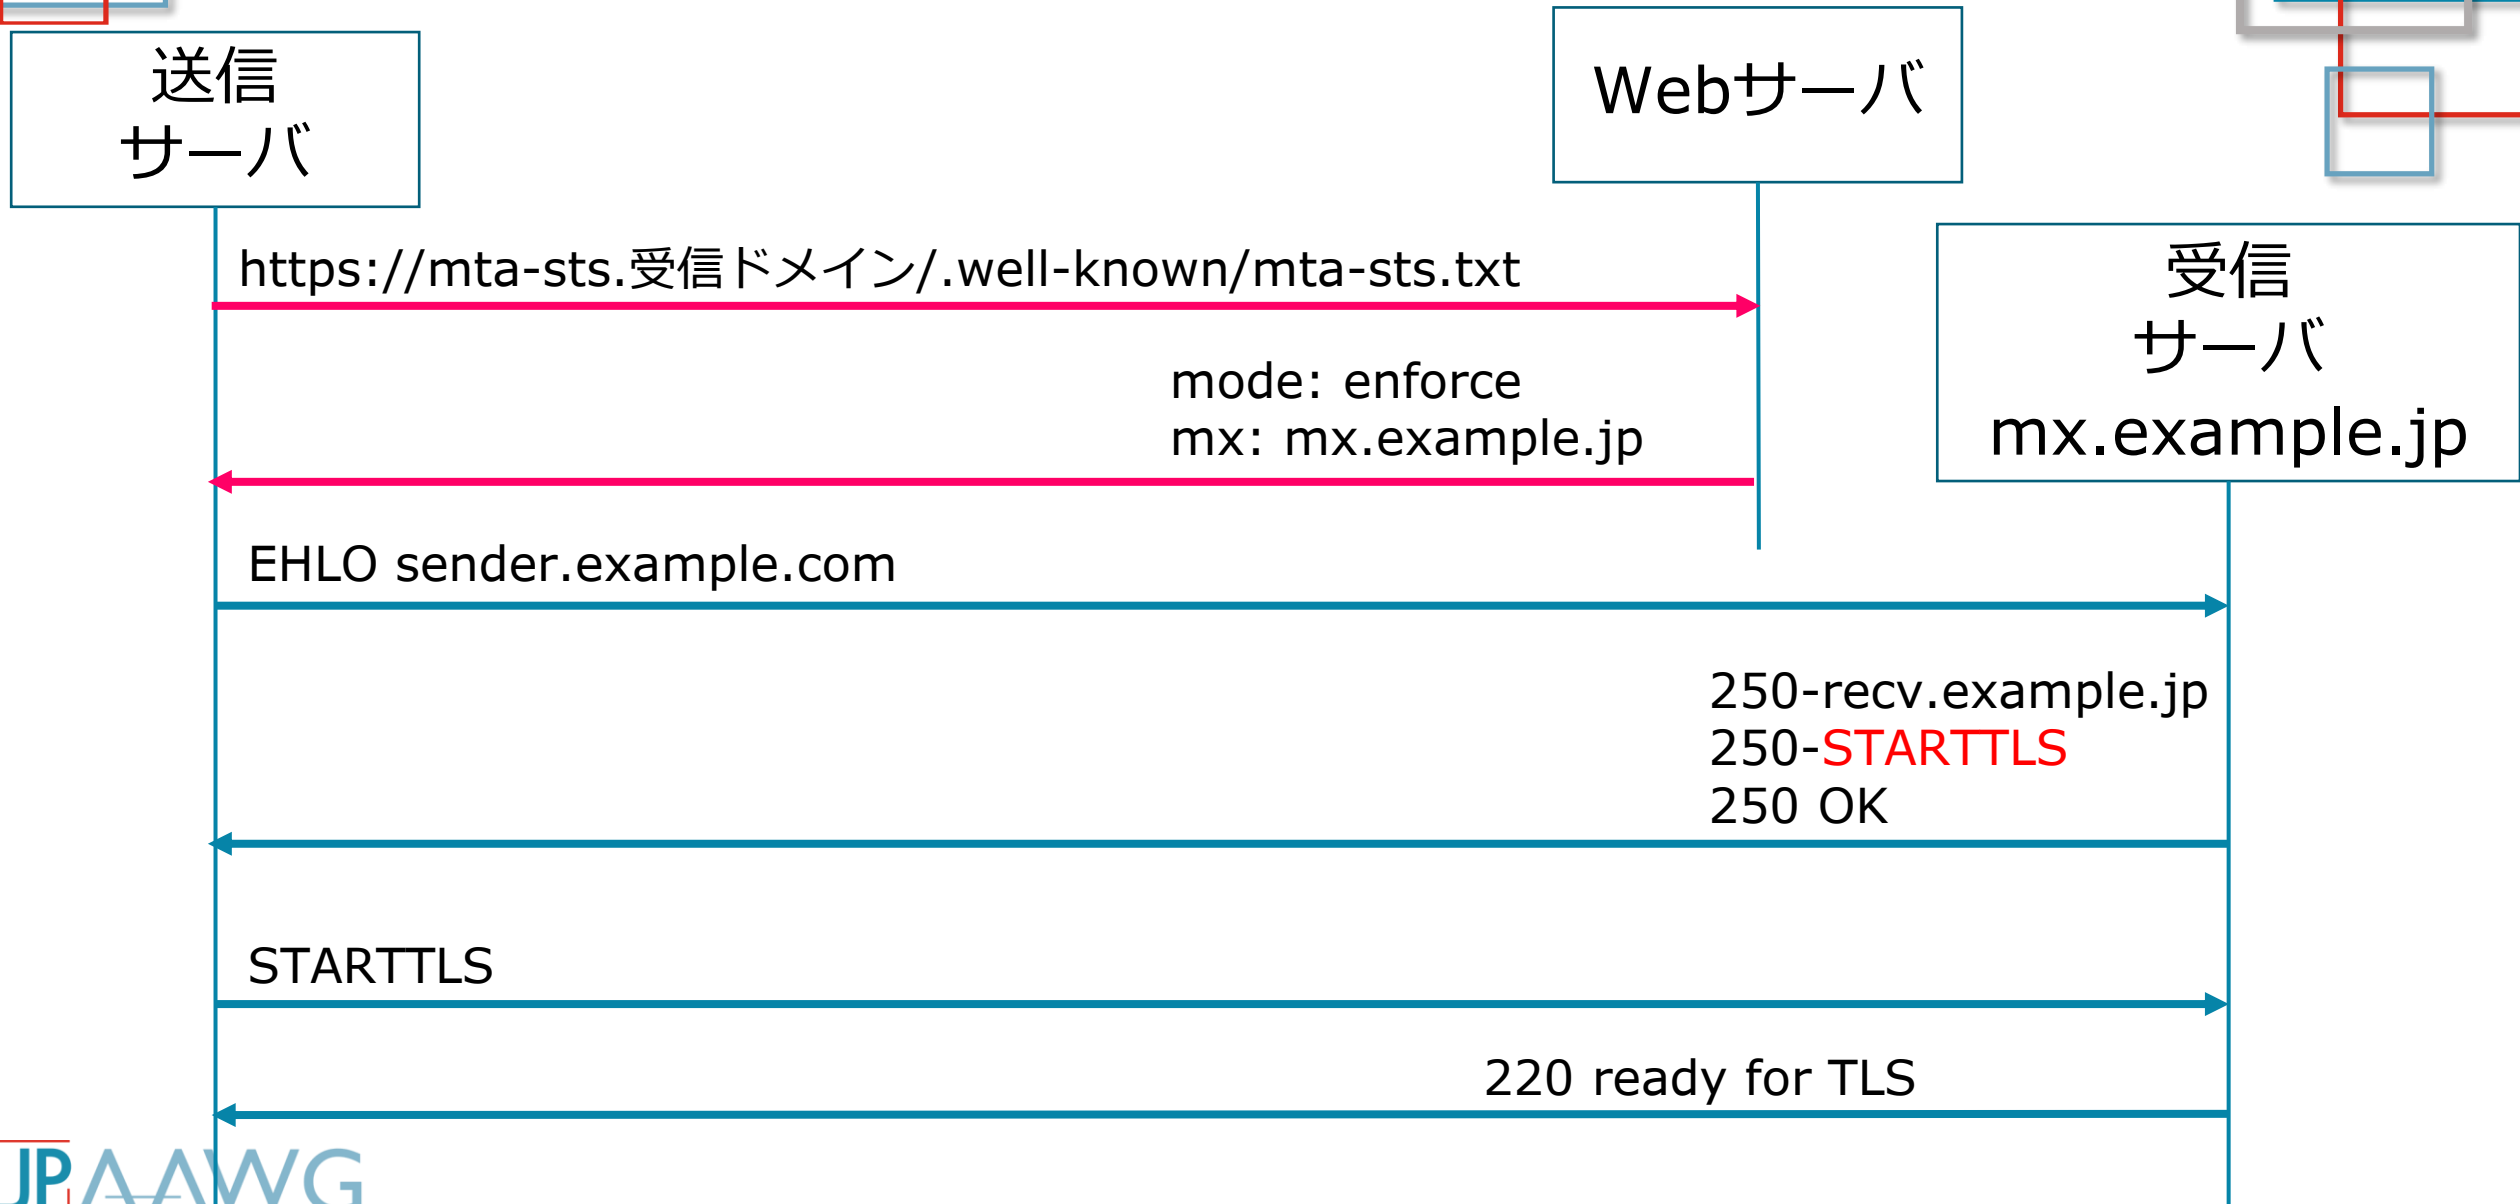 送信
サーバ
Webサーバ
受信
サーバ
mx.example.jp
https://mta-sts.受信ドメイン/.well-known/mta-sts.txt
mode: enforce
mx: mx.example.jp
EHLO sender.example.com
250-recv.example.jp
250-STARTTLS
250 OK
STARTTLS
220 ready for TLS
JPAAWG